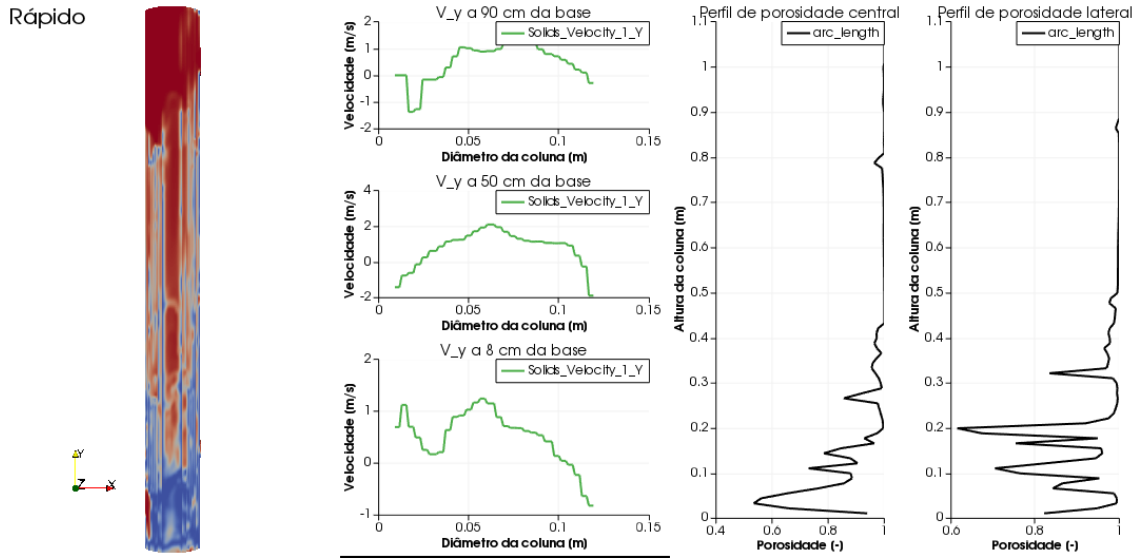 Rápido
Y
Z
X
V_y a 90 cm da base
Solids_Velocity_1_Y
Velocidade (m/s)
2
1
0
-1
-2
0
0.05
0.1
0.15
Diâmetro da coluna (m)
V_y a 50 cm da base
Solids_Velocity_1_Y
Velocidade (m/s)
4
2
0
-2
0
0.05
0.1
0.15
Diâmetro da coluna (m)
V_y a 8 cm da base
Solids_Velocity_1_Y
Velocidade (m/s)
2
1
0
-1
0
0.05
0.1
0.15
Diâmetro da coluna (m)
Perfil de porosidade central
arc_length
Altura da coluna (m)
1.1
1
0.9
0.8
0.7
0.6
0.5
0.4
0.3
0.2
0.1
0
0.4
0.6
0.8
1
Porosidade (-)
Perfil de porosidade lateral
arc_length
Altura da coluna (m)
1.1
1
0.9
0.8
0.7
0.6
0.5
0.4
0.3
0.2
0.1
0
0.6
0.8
1
Porosidade (-)